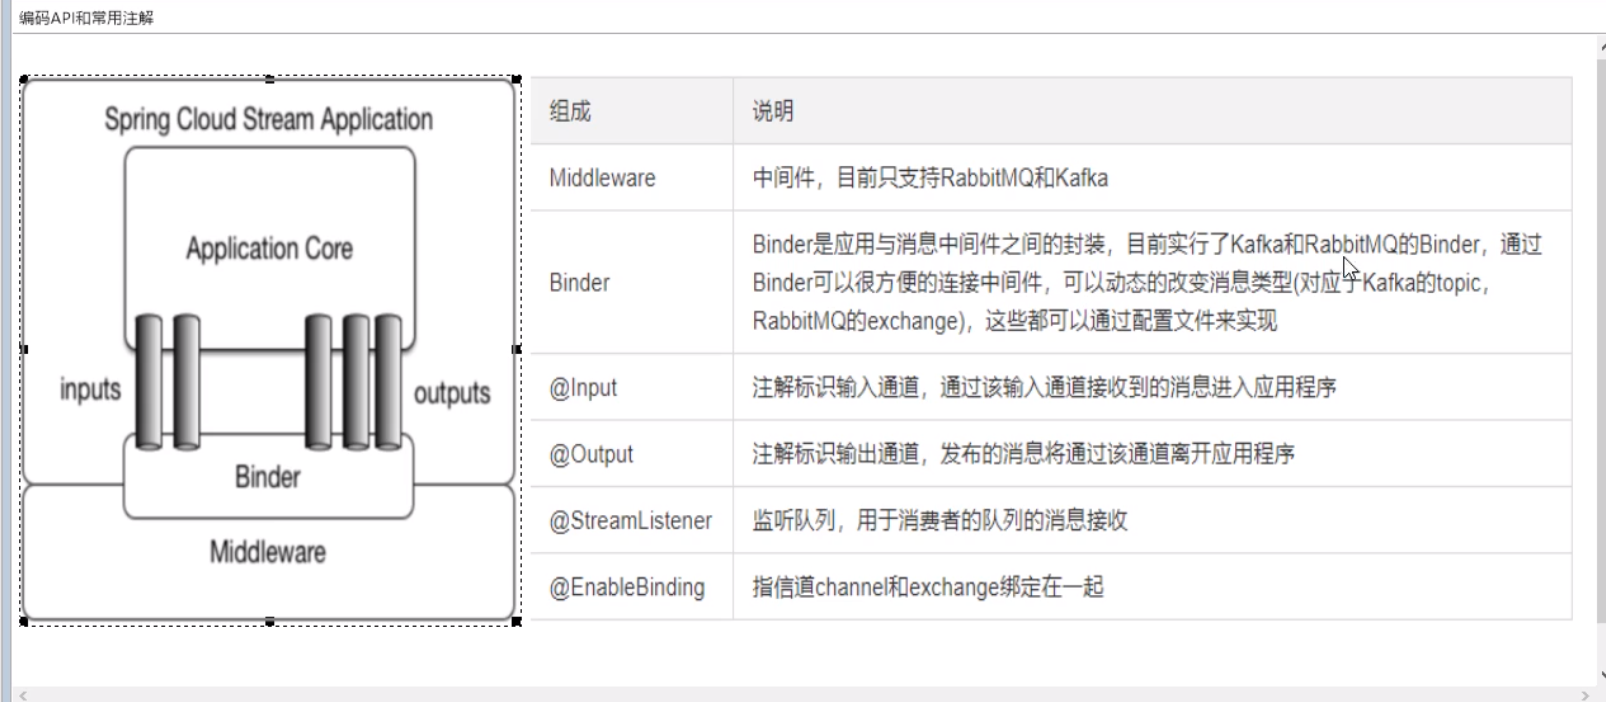 编码API和常用注解
Spring Cloud Stream Application
Application Core
inputs
outputs
Binder
Middleware
组成
说明
Middleware
中间件，目前只支持RabbitMQ和Kafka
Binder
Binder是应用与消息中间件之间的封装，目前实行了Kafka和RabbitMQ的Binder，通过
Binder可以很方便的连接中间件，可以动态的改变消息类型(对应于Kafka的topic，
RabbitMQ的exchange)，这些都可以通过配置文件来实现
@Input
注解标识输入通道，通过该输入通道接收到的消息进入应用程序
@Output
注解标识输出通道，发布的消息将通过该通道离开应用程序
@StreamListener
监听队列，用于消费者的队列的消息接收
@EnableBinding
指信道channel和exchange绑定在一起